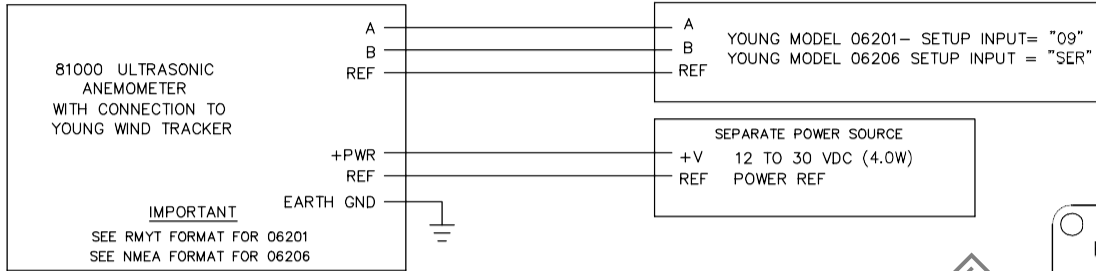 81000 ULTRASONIC
ANEMOMETER
WITH CONNECTION TO
YOUNG WIND TRACKER
IMPORTANT
SEE RMYT FORMAT FOR 06201
SEE NMEA FORMAT FOR 06206
A
B
REF
+PWR
REF
EARTH GND
A
B
REF
YOUNG MODEL 06201- SETUP INPUT= "09"
YOUNG MODEL 06206 SETUP INPUT = "SER"
SEPARATE POWER SOURCE
+V 12 TO 30 VDC (4.0W)
REF POWER REF